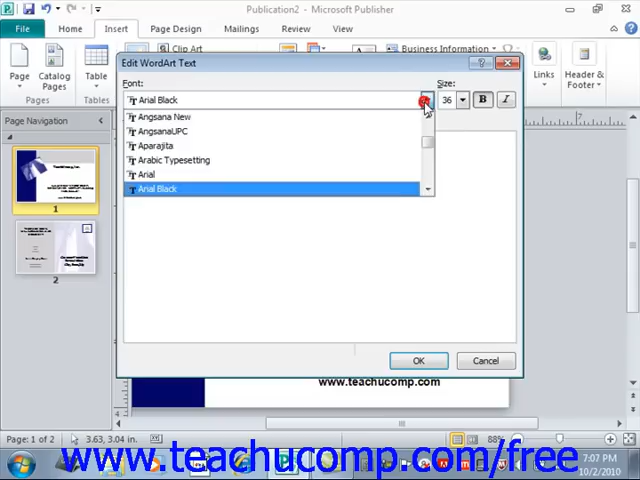 Publication2 - Microsoft Publisher
File Home Insert Page Design Mailings Review View
Clip Art
Business Information
Page
Catalog Pages
Table
Links
Header & Footer
Pages
Tables
Edit WordArt Text
Font:
Size:
Arial Black
36
B
I
Angsana New
AngsanaUPC
Aparajita
Arabic Typesetting
Arial
Arial Black
OK
Cancel
Page Navigation
1
2
7
www.teachucomp.com
Page: 1 of 2
3.63, 3.04 in.
88%
www.teachucomp.com/free
7:07 PM
10/2/2010